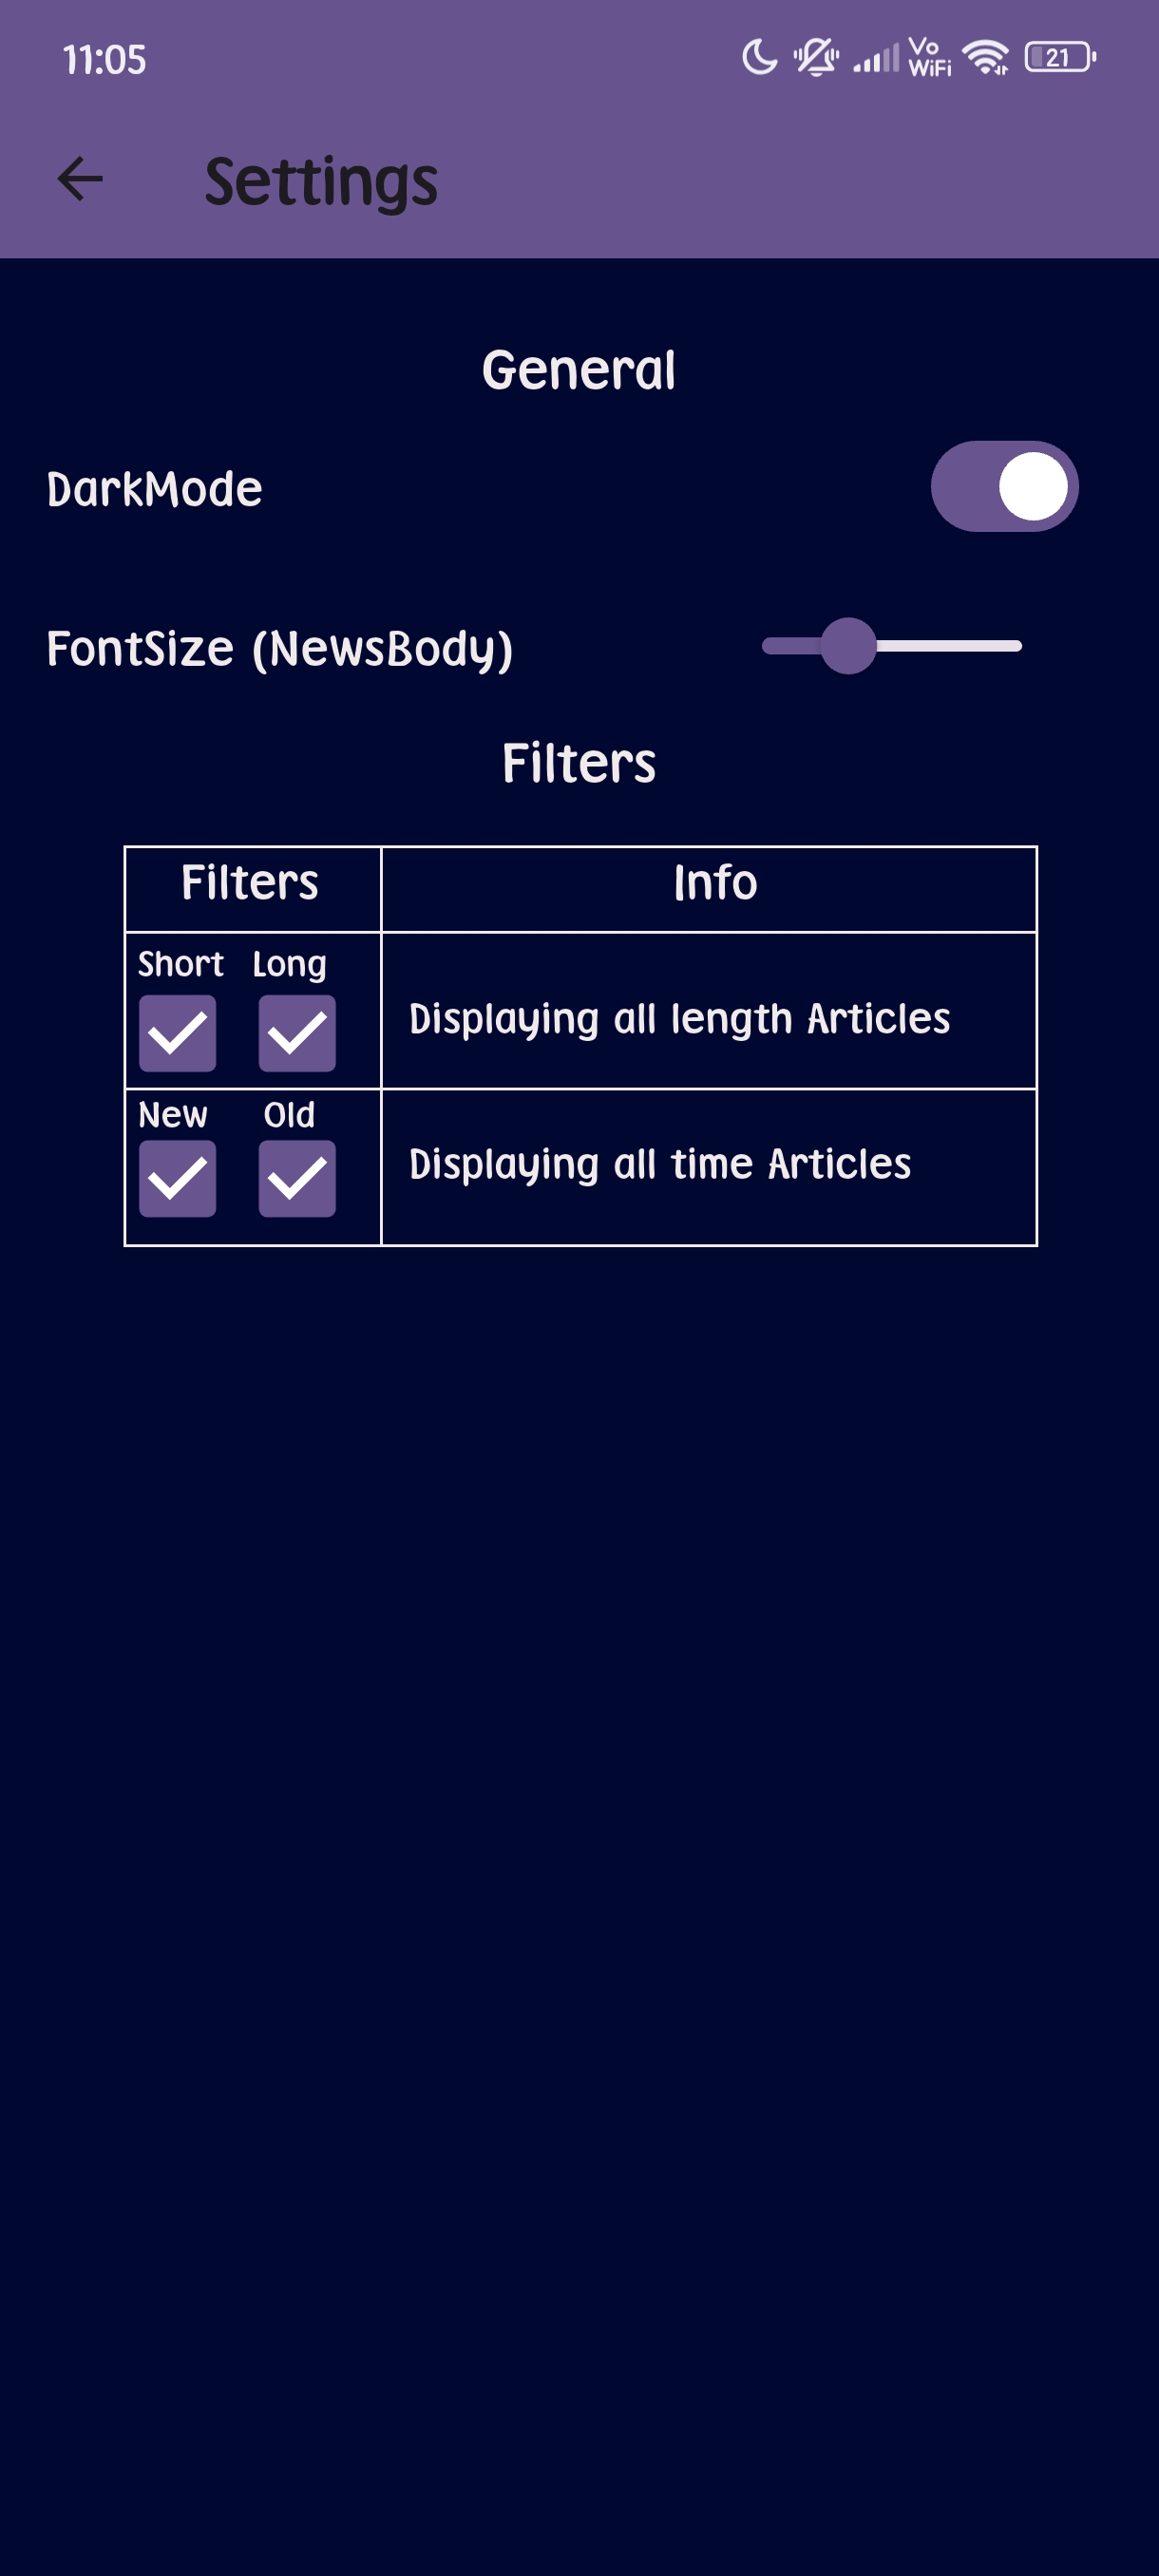 11:05 Vo WiFi 21
Settings
General
DarkMode
FontSize (NewsBody)
Filters
Filters Info
Short Long
Displaying all length Articles
New Old
Displaying all time Articles